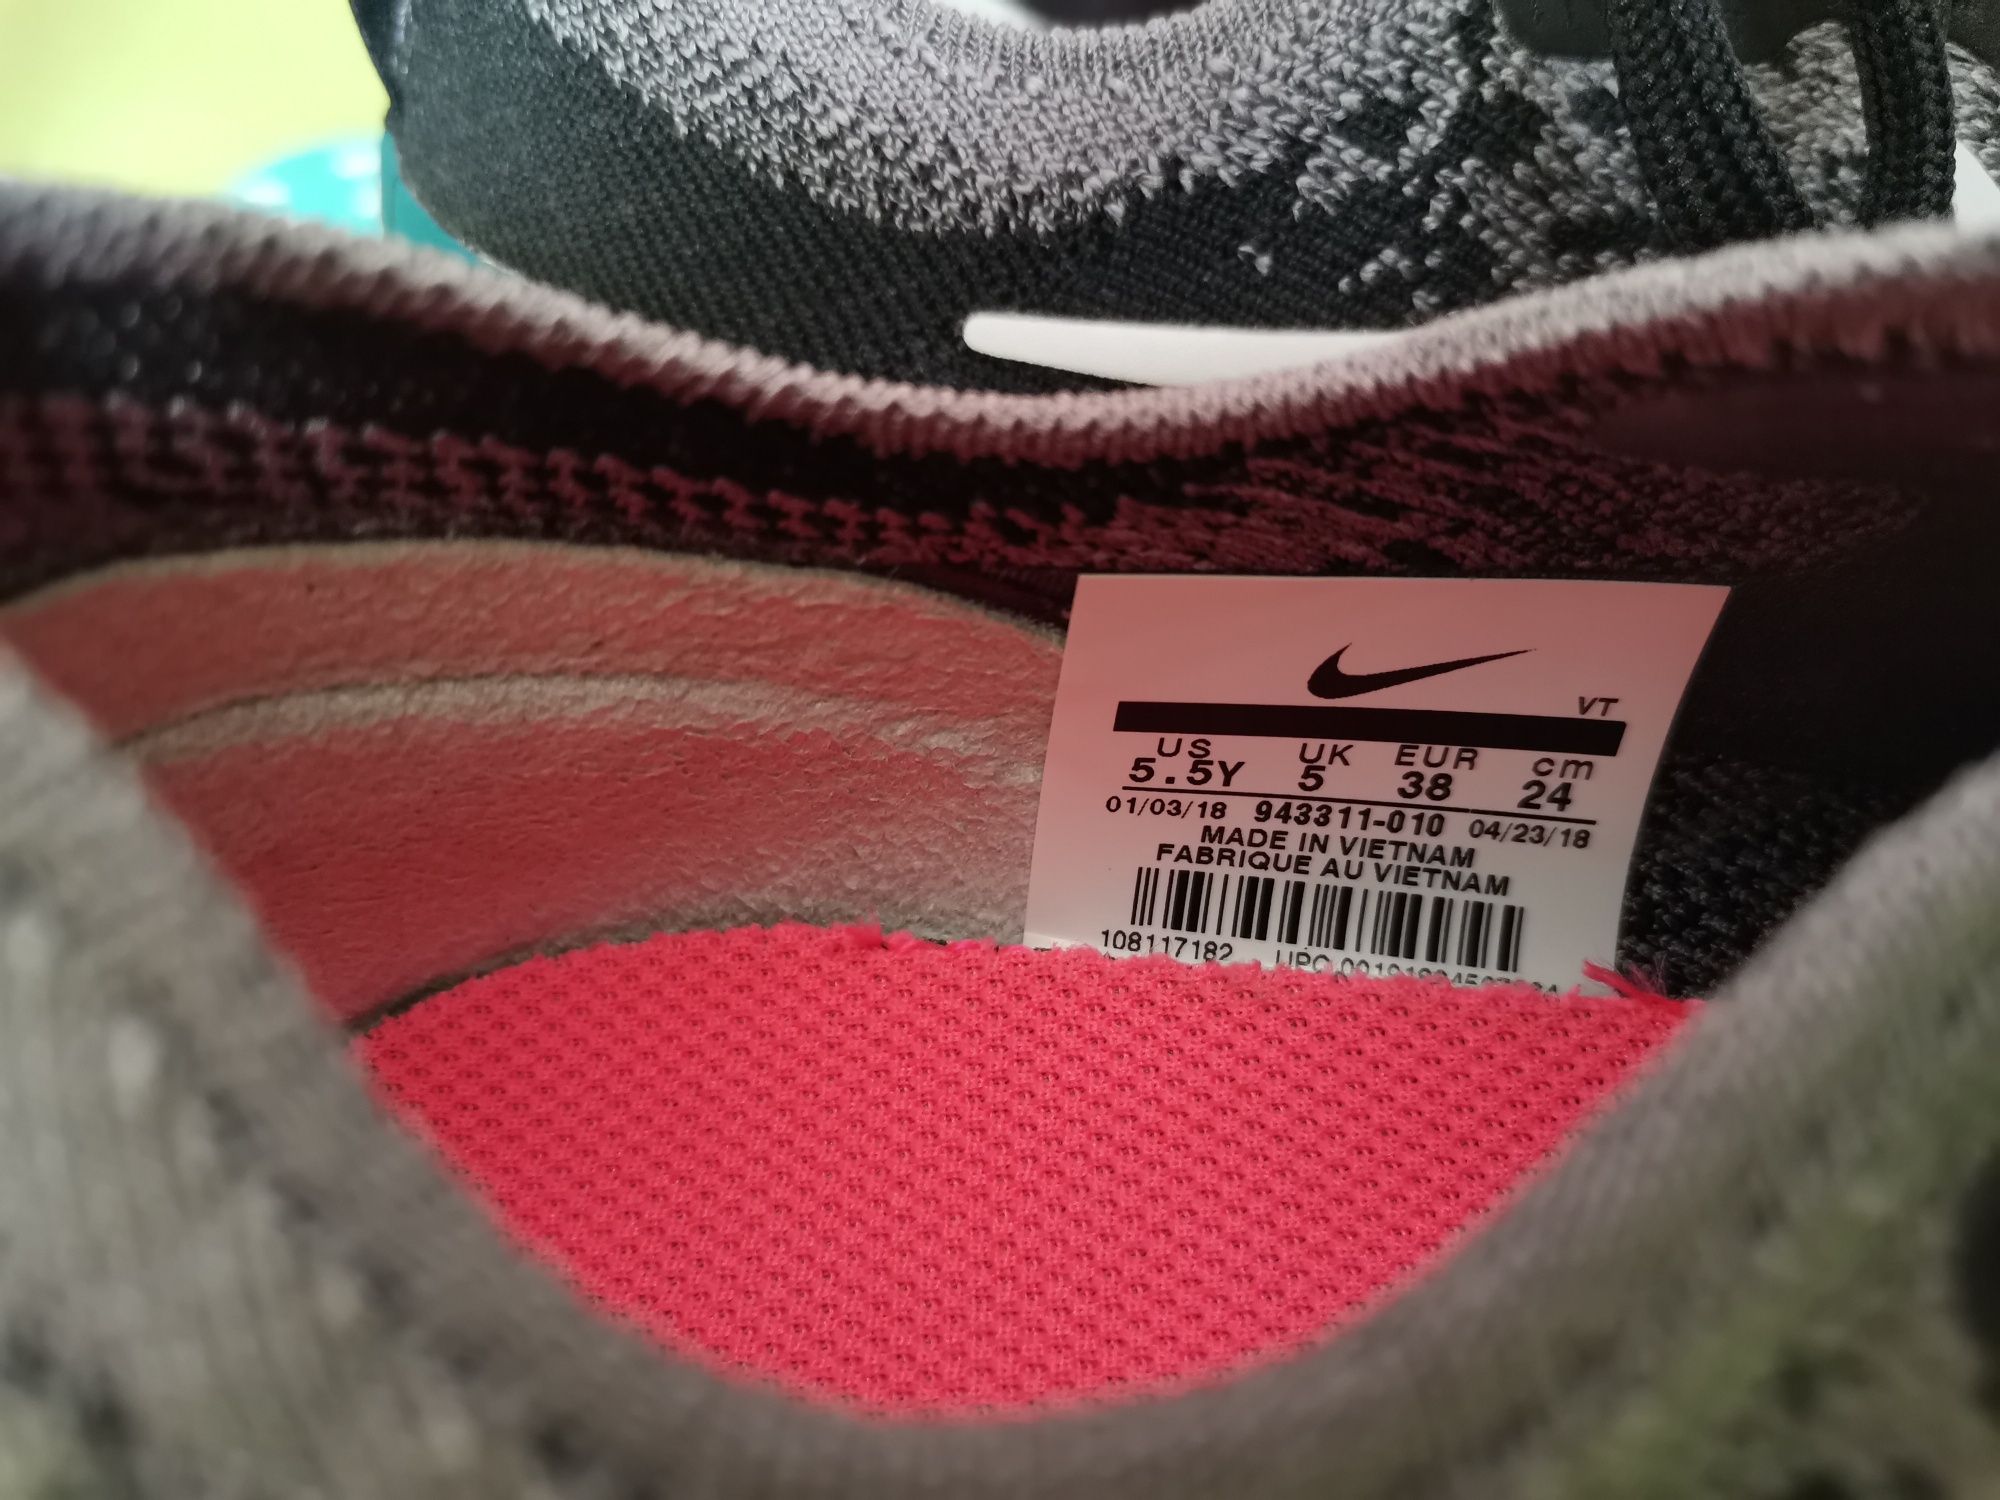 VT
US UK EUR cm
5.5Y 5 38 24
01/03/18 943311-010 04/23/18
MADE IN VIETNAM
FABRIQUE AU VIETNAM
108117182 UPC